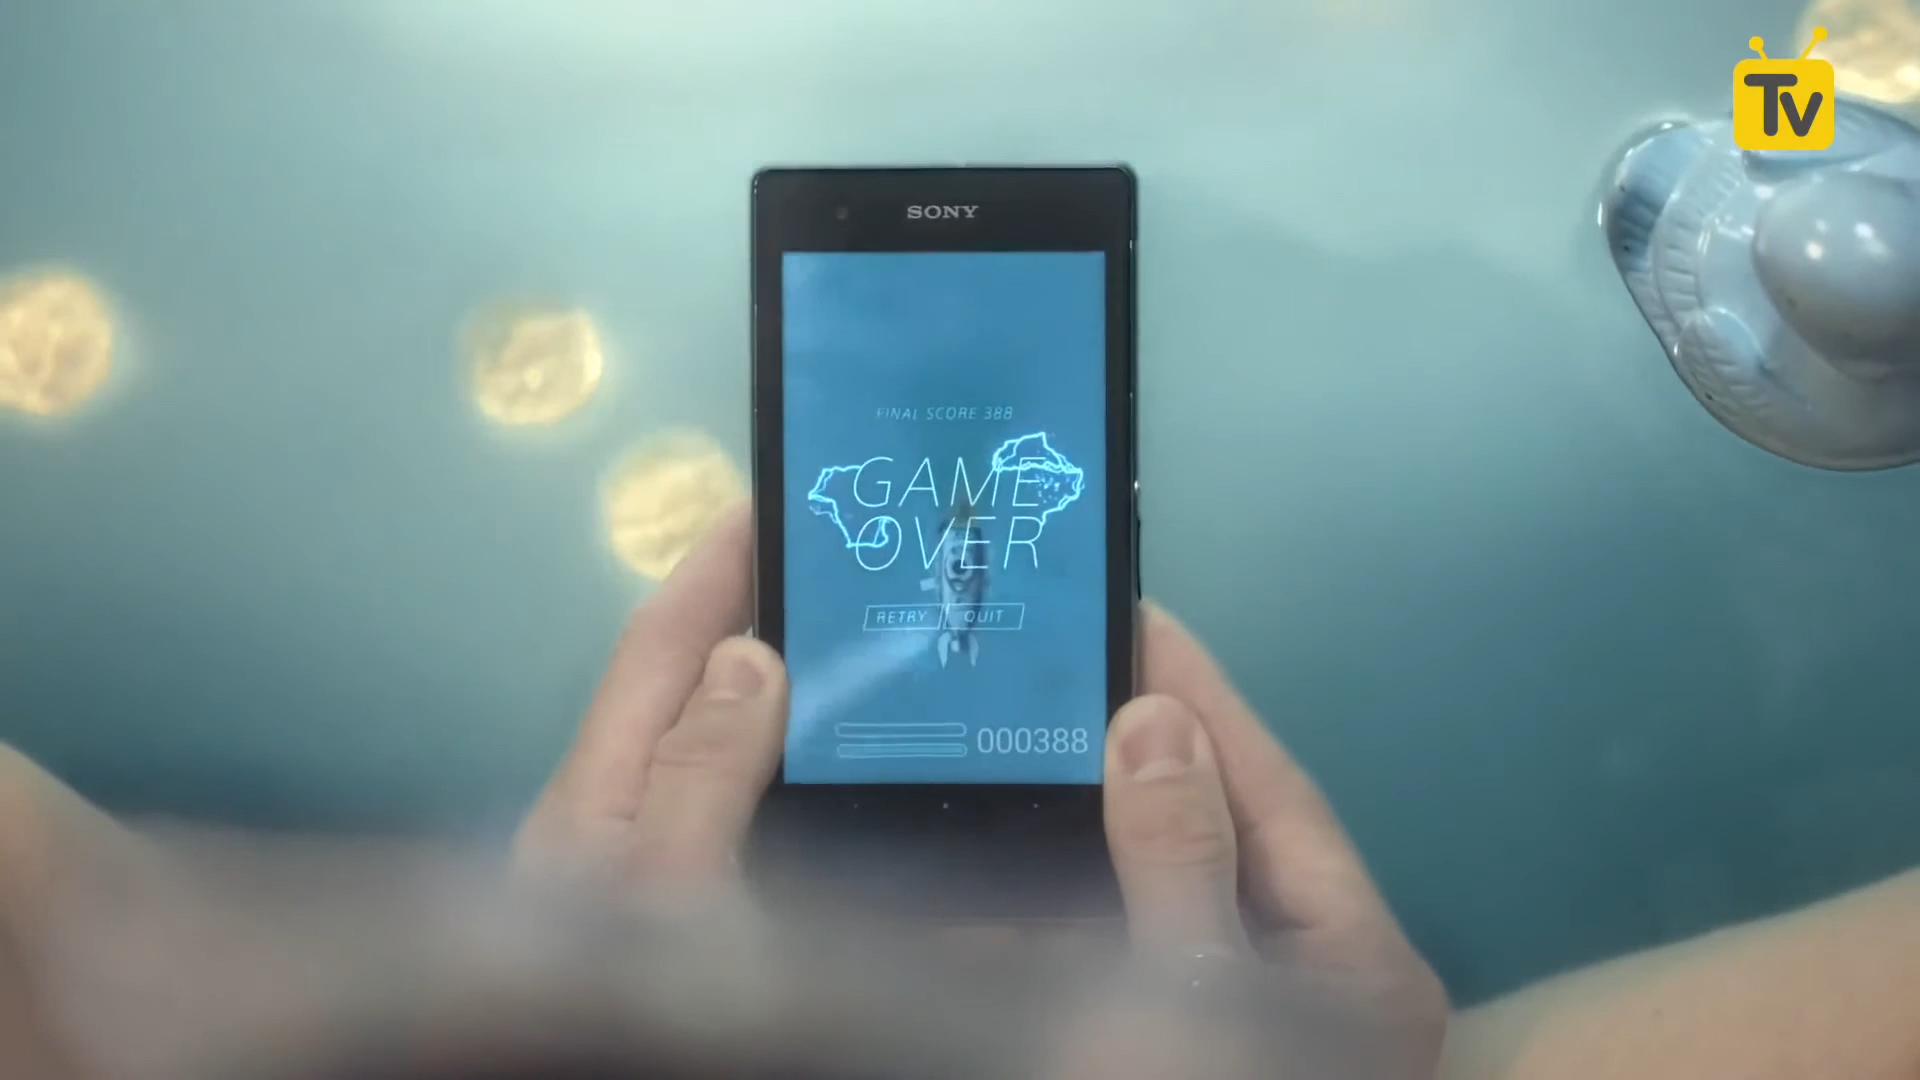 TV
SONY
FINAL SCORE 388
GAME
OVER
RETRY QUIT
000388